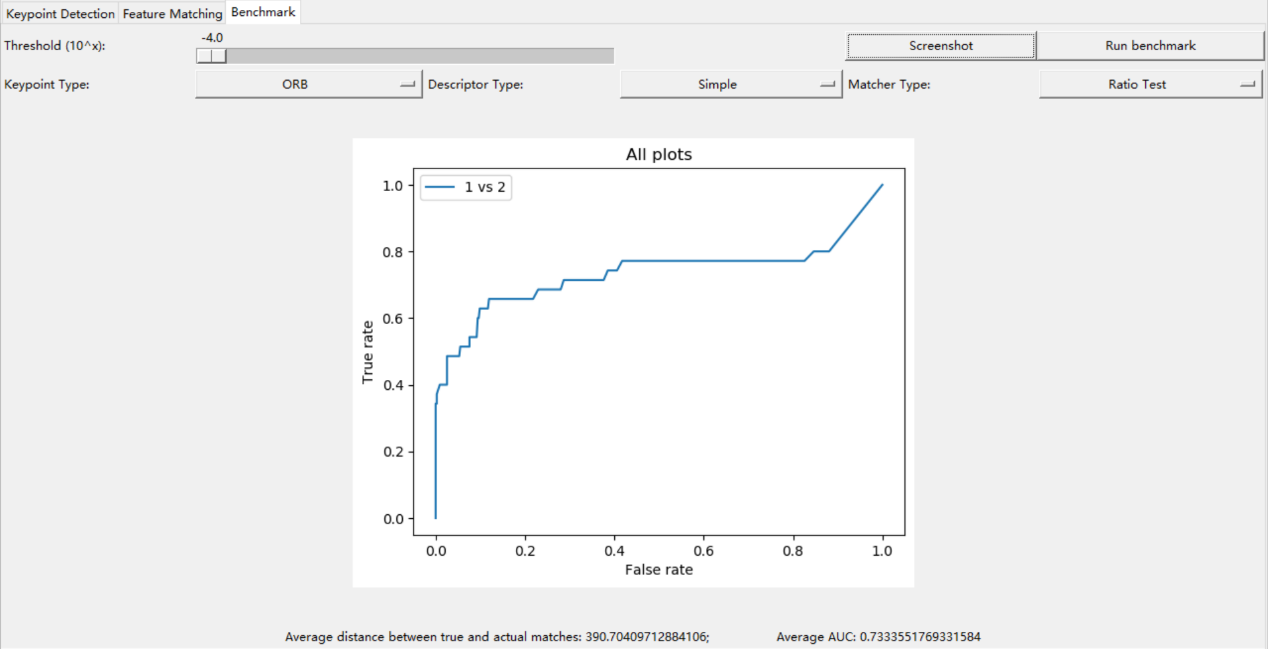 Keypoint Detection Feature Matching Benchmark
-4.0
Threshold (10^x): Screenshot Run benchmark
Keypoint Type: ORB Descriptor Type: Simple Matcher Type: Ratio Test
All plots
1 vs 2
1.0
0.8
0.6
0.4
0.2
0.0
True rate
0.0 0.2 0.4 0.6 0.8 1.0
False rate
Average distance between true and actual matches: 390.70409712884106; Average AUC: 0.7333551769331584